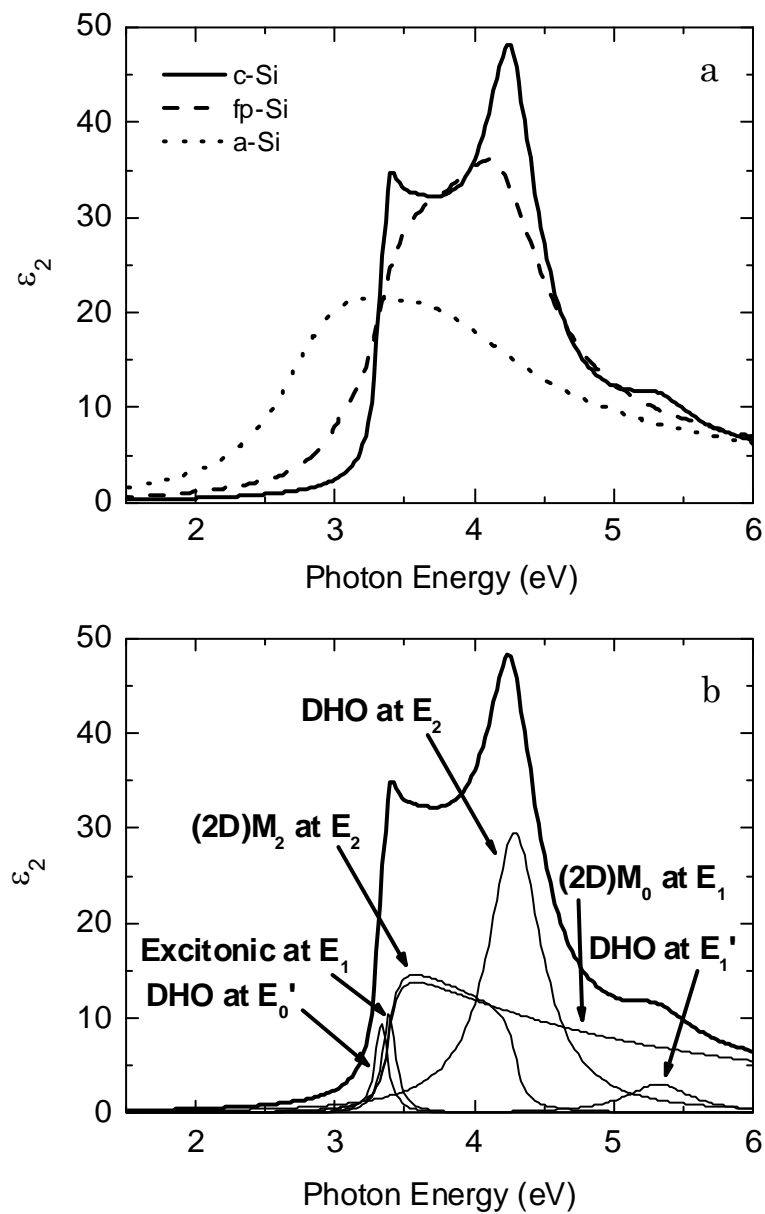 50
40
30
20
10
0
ε₂
c-Si
fp-Si
a-Si
a
2 3 4 5 6
Photon Energy (eV)
50
40
30
20
10
0
ε₂
b
DHO at E₂
(2D)M₂ at E₂
(2D)M₀ at E₁
Excitonic at E₁
DHO at E₁'
DHO at E₀'
2 3 4 5 6
Photon Energy (eV)